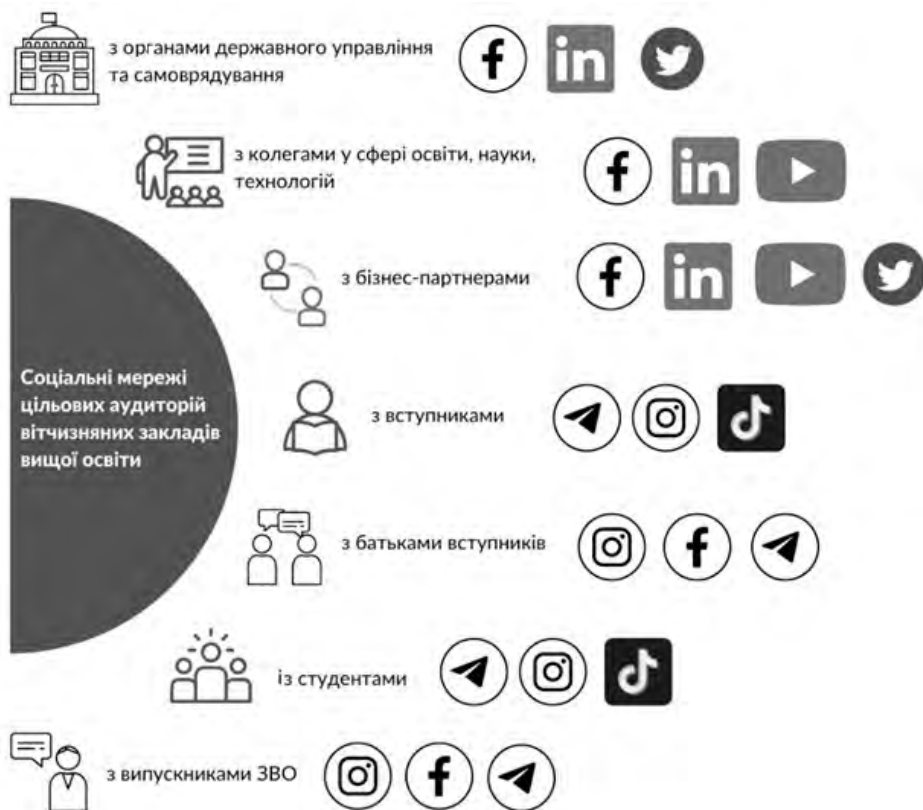 з органами державного управління
та самоврядування
з колегами у сфері освіти, науки,
технологій
з бізнес-партнерами
Соціальні мережі
цільових аудиторій
вітчизняних закладів
вищої освіти
з вступниками
з батьками вступників
із студентами
з випускниками ЗВО